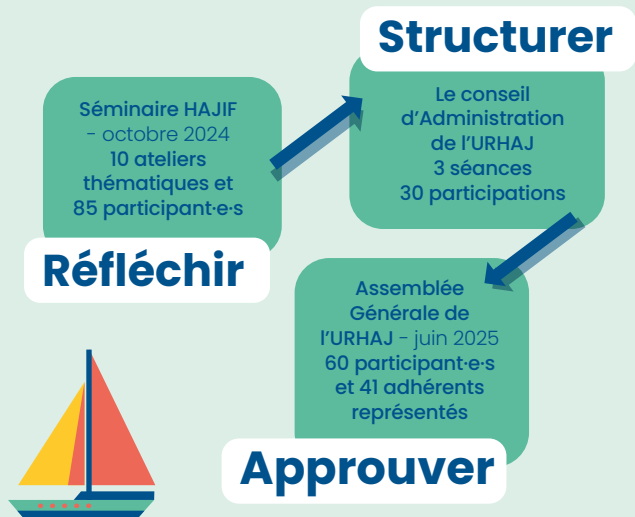 Séminaire HAJIF
- octobre 2024
10 ateliers
thématiques et
85 participant·e·s
Réfléchir
Structurer
Le conseil
d'Administration
de l'URHAJ
3 séances
30 participations
Assemblée
Générale de
l'URHAJ - juin 2025
60 participant·e·s
et 41 adhérents
représentés
Approuver